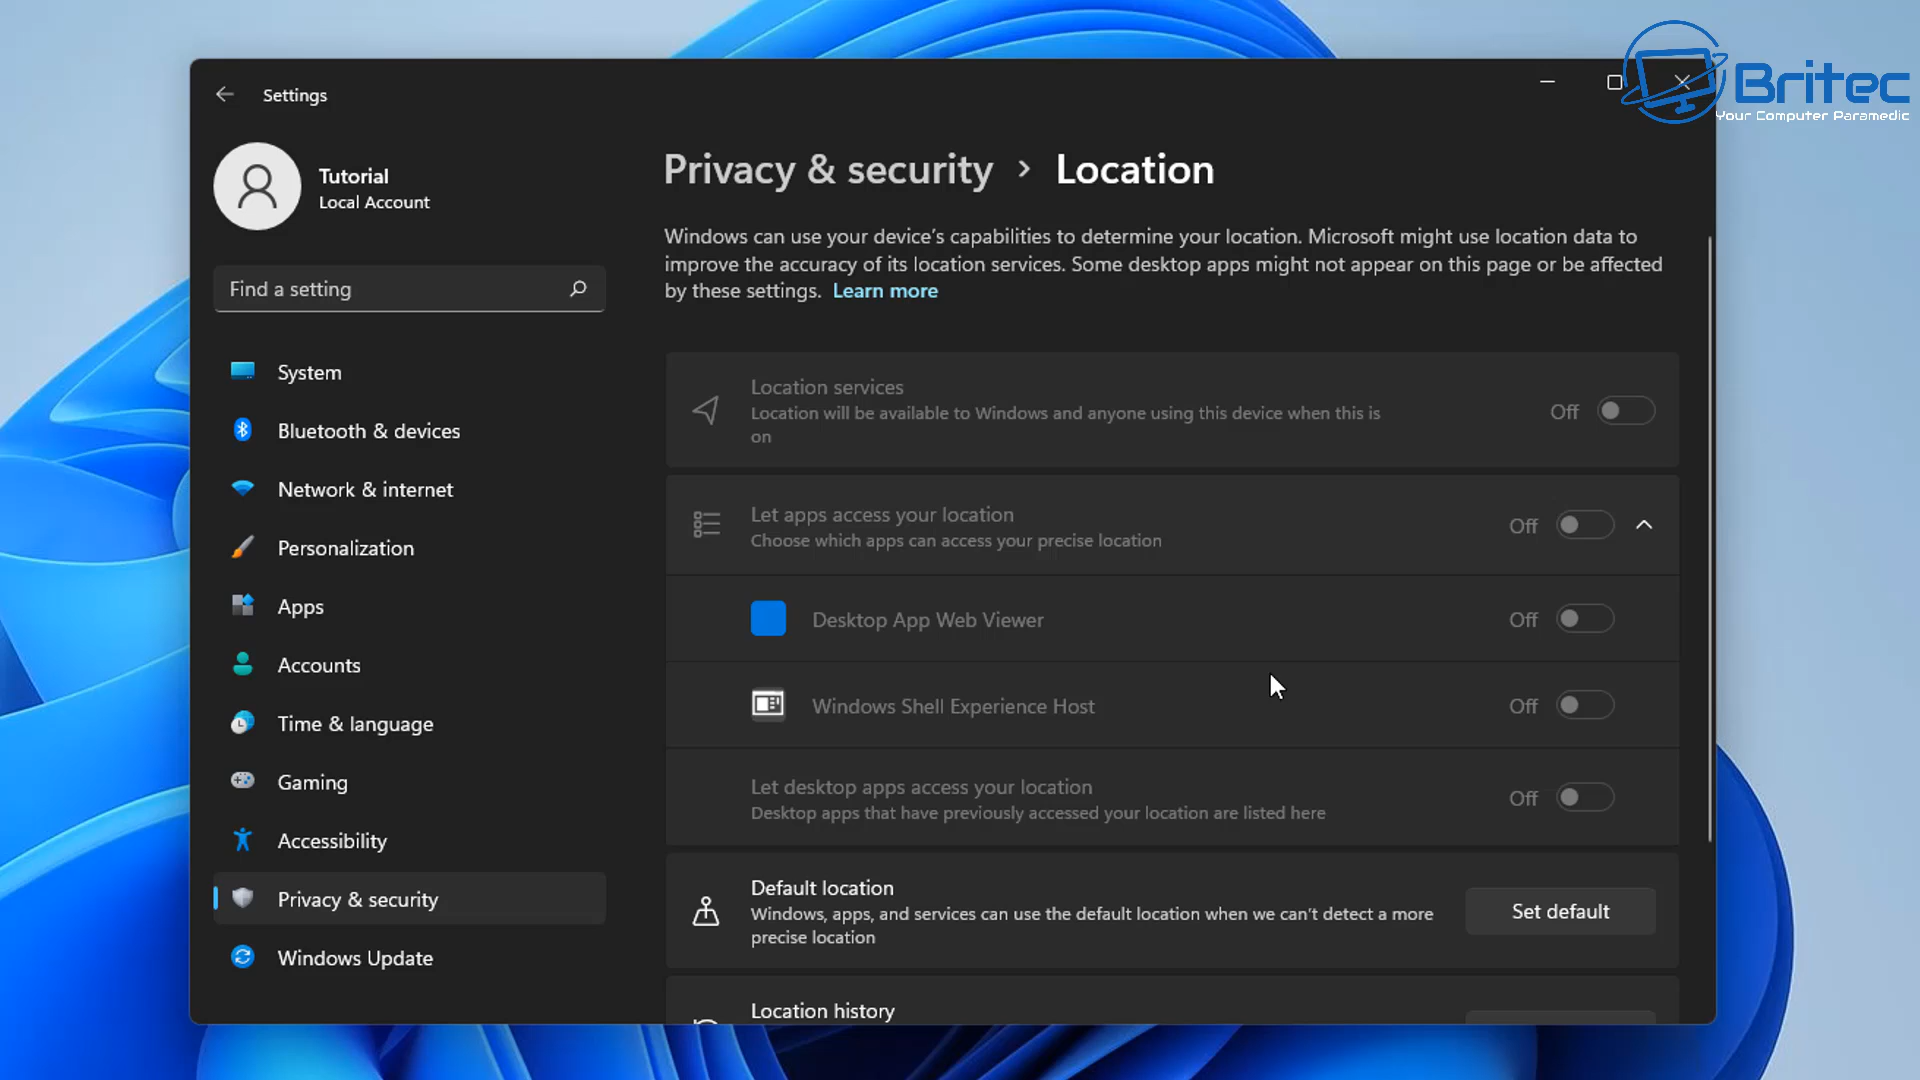 Settings
Britec
Your Computer Paramedic
Tutorial
Local Account
Find a setting
System
Bluetooth & devices
Network & internet
Personalization
Apps
Accounts
Time & language
Gaming
Accessibility
Privacy & security
Windows Update
Privacy & security › Location
Windows can use your device's capabilities to determine your location. Microsoft might use location data to
improve the accuracy of its location services. Some desktop apps might not appear on this page or be affected
by these settings. Learn more
Location services
Location will be available to Windows and anyone using this device when this is
on
Off
Let apps access your location
Choose which apps can access your precise location
Off
Desktop App Web Viewer
Off
Windows Shell Experience Host
Off
Let desktop apps access your location
Desktop apps that have previously accessed your location are listed here
Off
Default location
Windows, apps, and services can use the default location when we can't detect a more
precise location
Set default
Location history